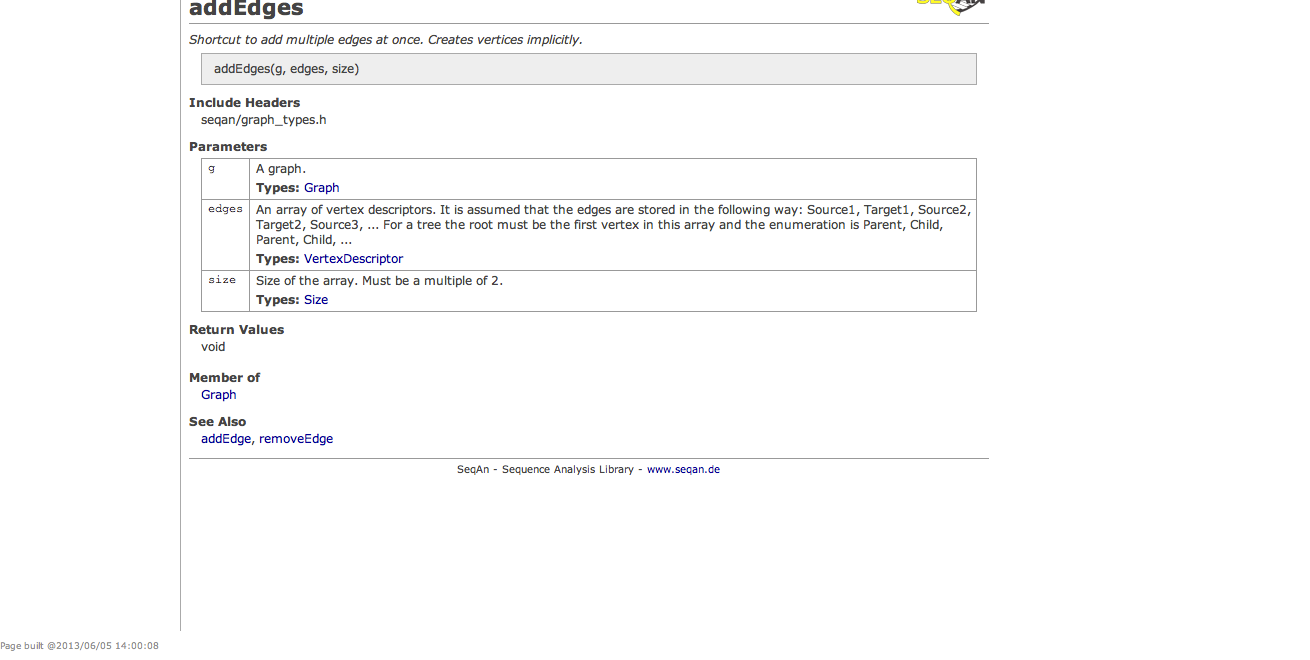 addEdges
Shortcut to add multiple edges at once. Creates vertices implicitly.
addEdges(g, edges, size)
Include Headers
seqan/graph_types.h
Parameters
g
A graph.
Types: Graph
edges
An array of vertex descriptors. It is assumed that the edges are stored in the following way: Source1, Target1, Source2,
Target2, Source3, ... For a tree the root must be the first vertex in this array and the enumeration is Parent, Child,
Parent, Child, ...
Types: VertexDescriptor
size
Size of the array. Must be a multiple of 2.
Types: Size
Return Values
void
Member of
Graph
See Also
addEdge, removeEdge
SeqAn - Sequence Analysis Library - www.seqan.de
Page built @2013/06/05 14:00:08